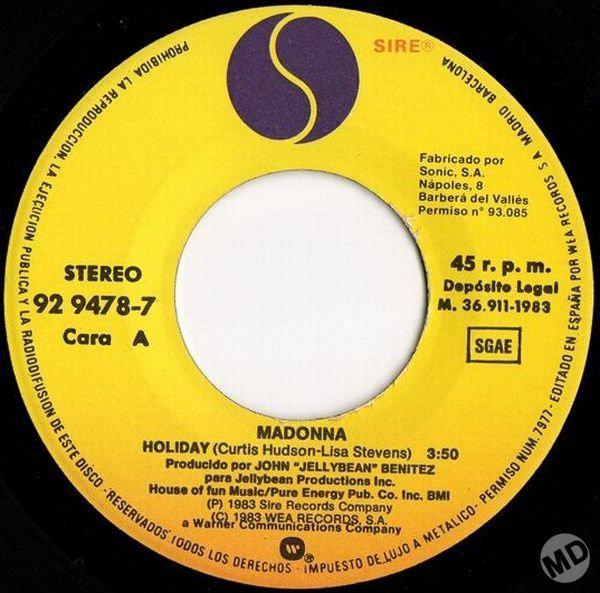 SIRE®
Fabricado por
Sonic, S.A.
Nápoles, 8
Barberá del Vallés
Permiso n° 93.085
STEREO
92 9478-7
Cara A
45 r. p. m.
Depósito Legal
M. 36.911-1983
SGAE
MADONNA
HOLIDAY (Curtis Hudson-Lisa Stevens) 3:50
Producido por JOHN "JELLYBEAN" BENITEZ
para Jellybean Productions Inc.
House of fun Music/Pure Energy Pub. Co. Inc. BMI
(P) 1983 Sire Records Company
(C) 1983 WEA RECORDS, S.A.
a Warner Communications Company
RESERVADOS TODOS LOS DERECHOS - IMPUESTO DE LUJO A METALICO - PERMISO NUM. 7977 - EDITADO EN ESPAÑA POR WEA RECORDS S A MADRID BARCELONA
PROHIBIDA LA REPRODUCCION, LA EJECUCION PUBLICA Y LA RADIODIFUSION DE ESTE DISCO
MD